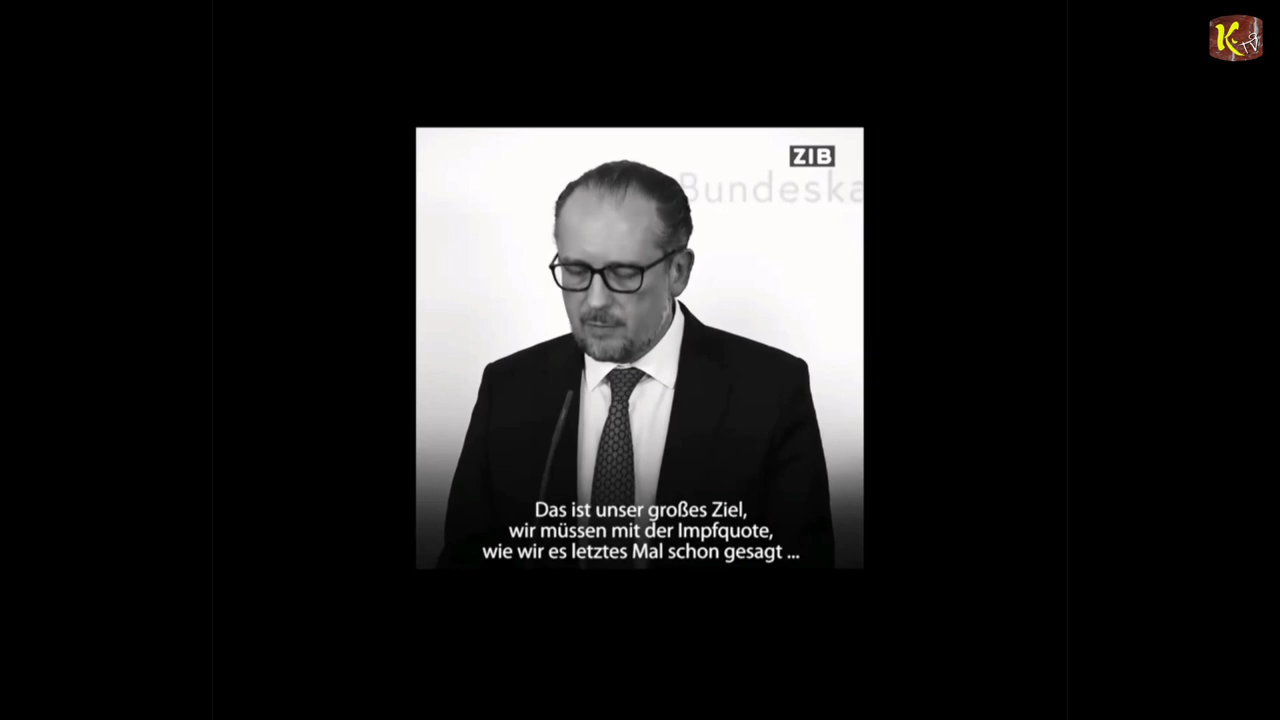 K TV
ZIB
Bundeska
Das ist unser großes Ziel,
wir müssen mit der Impfquote,
wie wir es letztes Mal schon gesagt ...